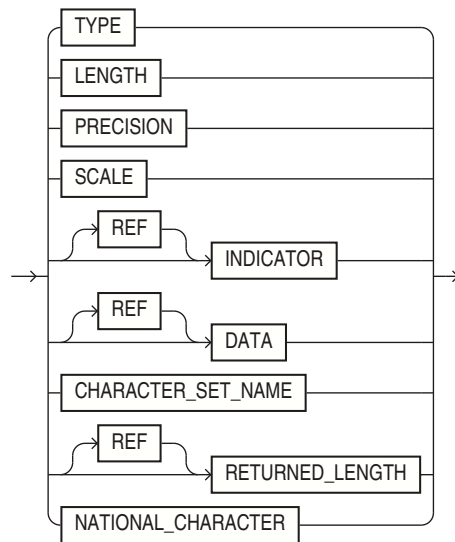 TYPE
LENGTH
PRECISION
SCALE
REF
INDICATOR
REF
DATA
CHARACTER_SET_NAME
REF
RETURNED_LENGTH
NATIONAL_CHARACTER